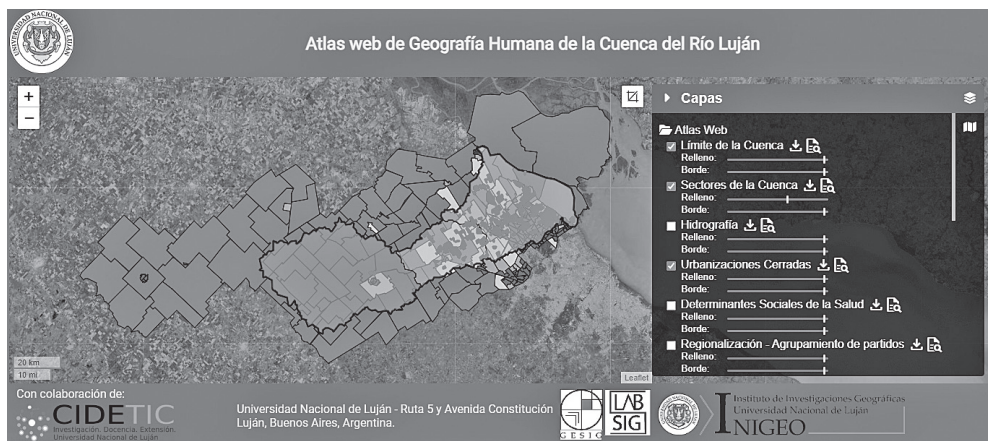 UNIVERSIDAD NACIONAL DE LUJÁN
Atlas web de Geografía Humana de la Cuenca del Río Luján
+
−
Capas
Atlas Web
Límite de la Cuenca
Relleno:
Borde:
Sectores de la Cuenca
Relleno:
Borde:
Hidrografía
Relleno:
Borde:
Urbanizaciones Cerradas
Relleno:
Borde:
Determinantes Sociales de la Salud
Relleno:
Borde:
Regionalización - Agrupamiento de partidos
Relleno:
Borde:
20 km
10 mi
Leaflet
Con colaboración de:
CIDETIC
Investigación. Docencia. Extensión.
Universidad Nacional de Luján
Universidad Nacional de Luján - Ruta 5 y Avenida Constitución
Luján, Buenos Aires, Argentina.
GESIG
LAB
SIG
Instituto de Investigaciones Geográficas
Universidad Nacional de Luján
INIGEO